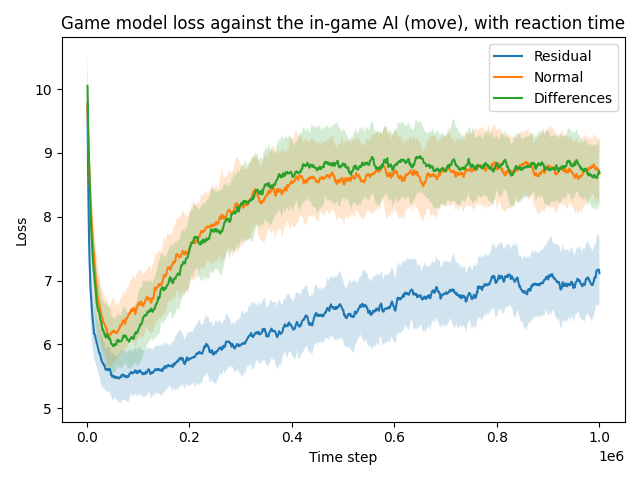 Game model loss against the in-game AI (move), with reaction time
Residual
Normal
Differences
Loss
10
9
8
7
6
5
0.0 0.2 0.4 0.6 0.8 1.0
1e6
Time step